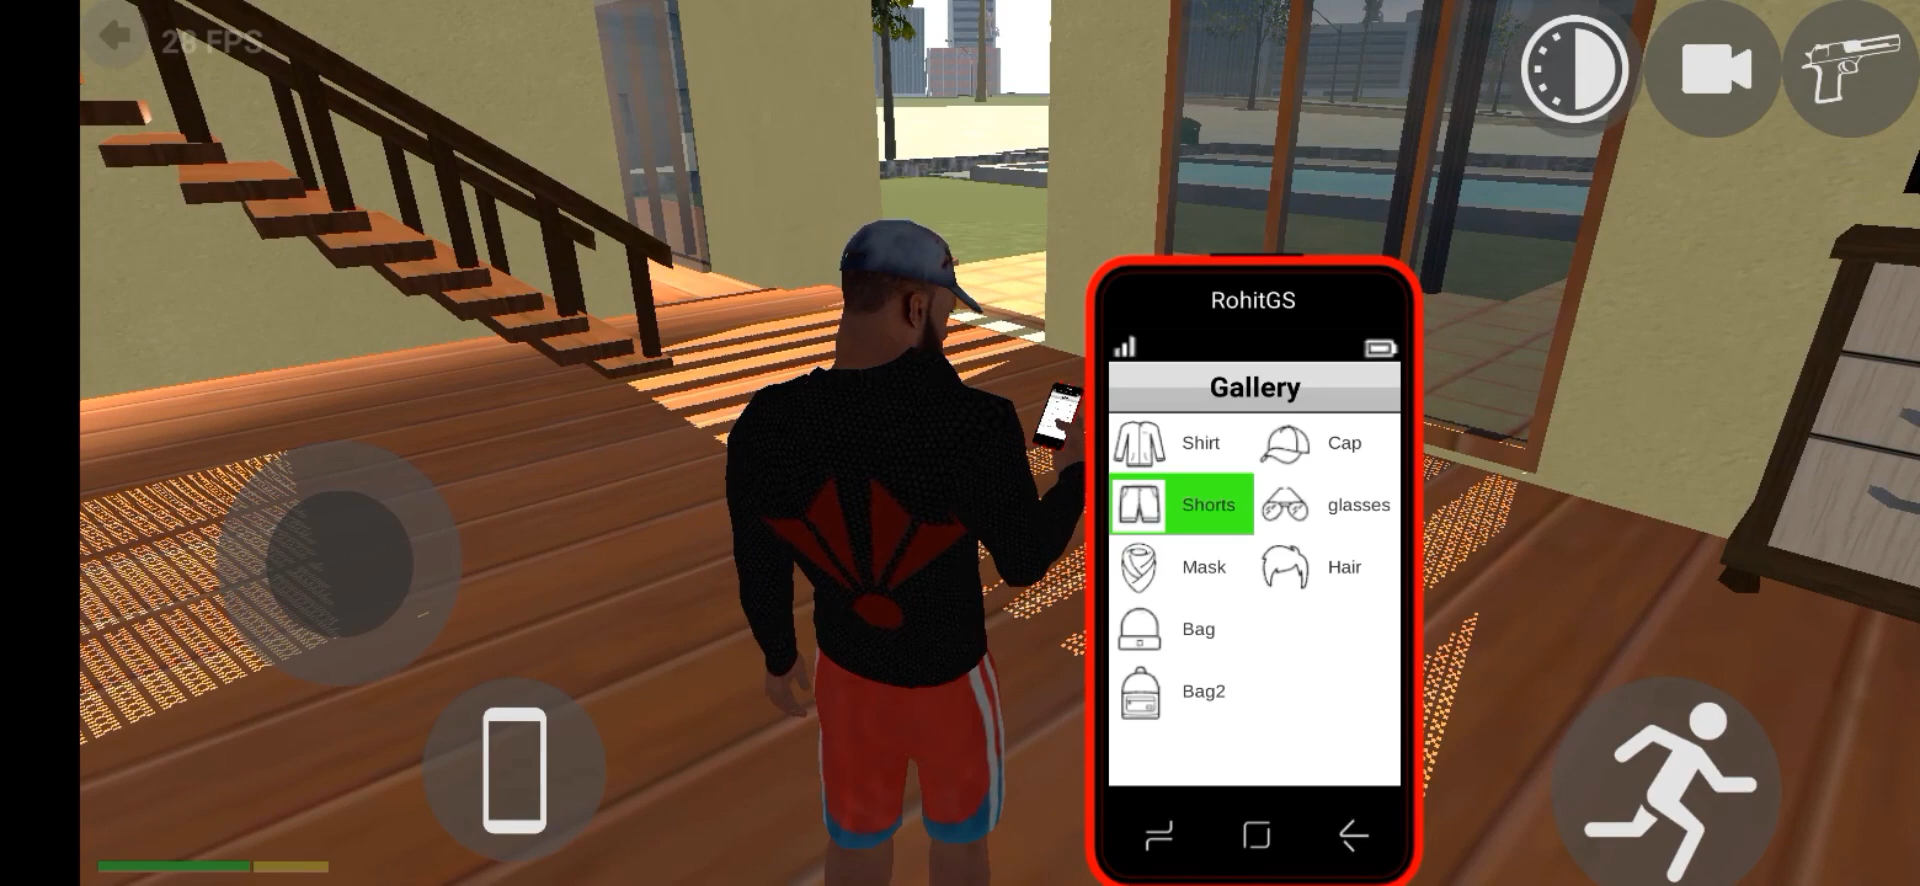 28 FPS
RohitGS
Gallery
Shirt
Cap
Shorts
glasses
Mask
Hair
Bag
Bag2